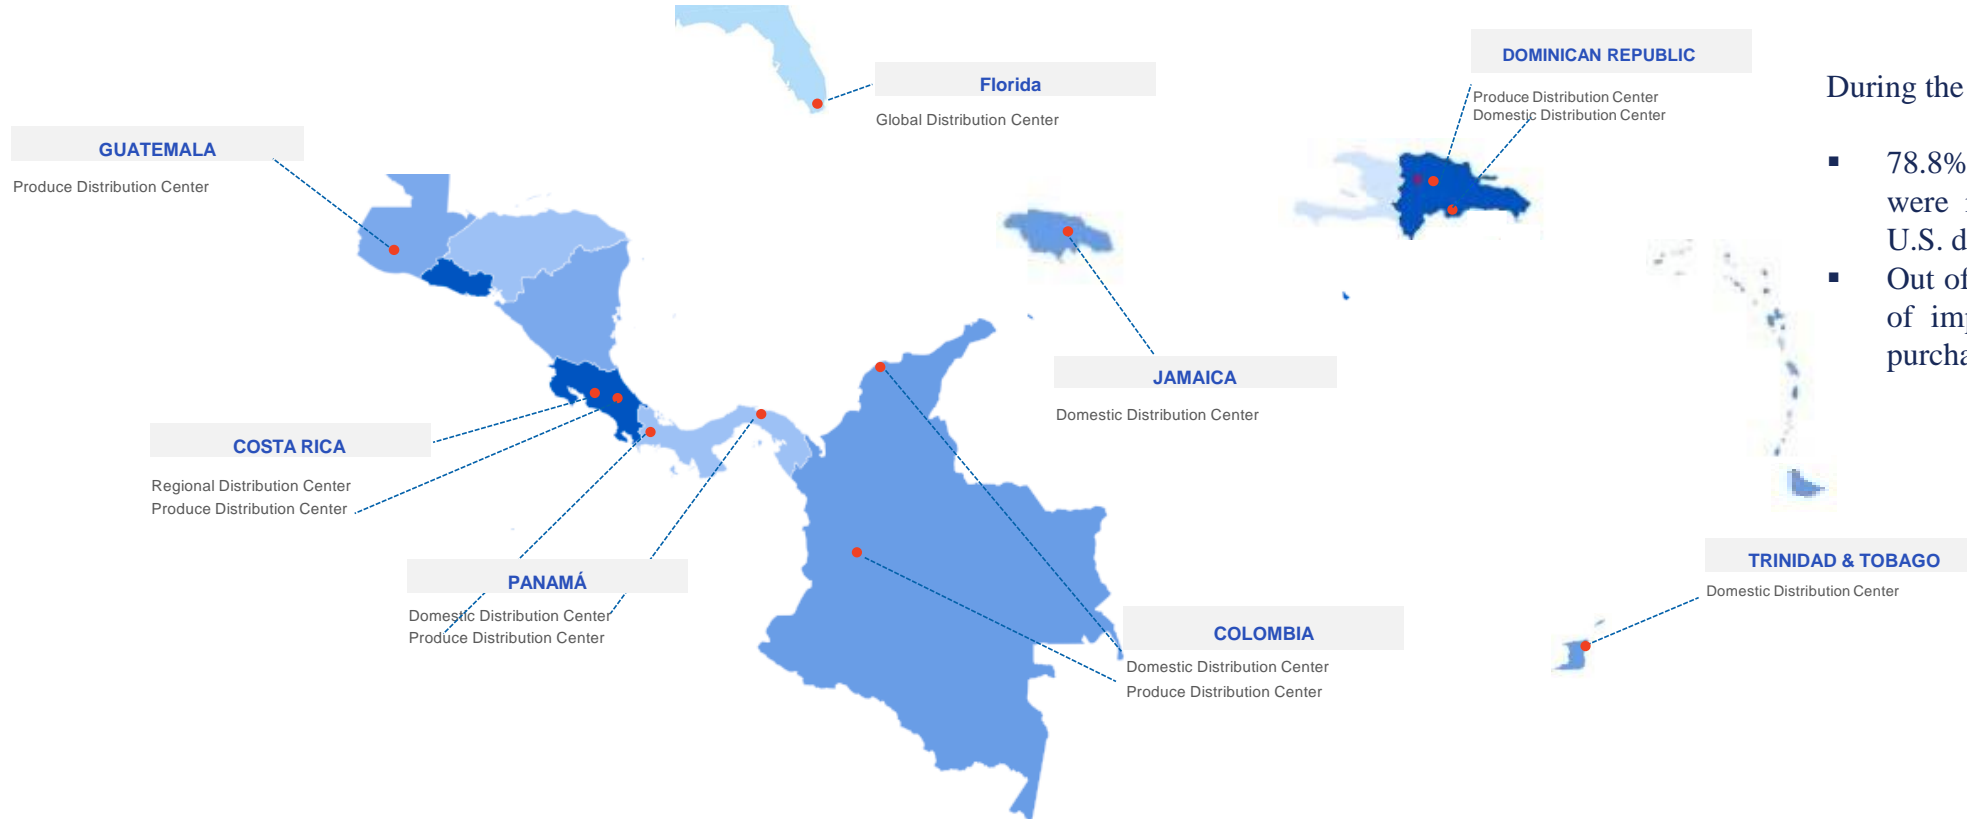 Florida
Global Distribution Center
DOMINICAN REPUBLIC
Produce Distribution Center
Domestic Distribution Center
GUATEMALA
Produce Distribution Center
JAMAICA
Domestic Distribution Center
COSTA RICA
Regional Distribution Center
Produce Distribution Center
PANAMÁ
Domestic Distribution Center
Produce Distribution Center
COLOMBIA
Domestic Distribution Center
Produce Distribution Center
TRINIDAD & TOBAGO
Domestic Distribution Center
During the
▪ 78.8%
were
U.S.
▪ Out of
of